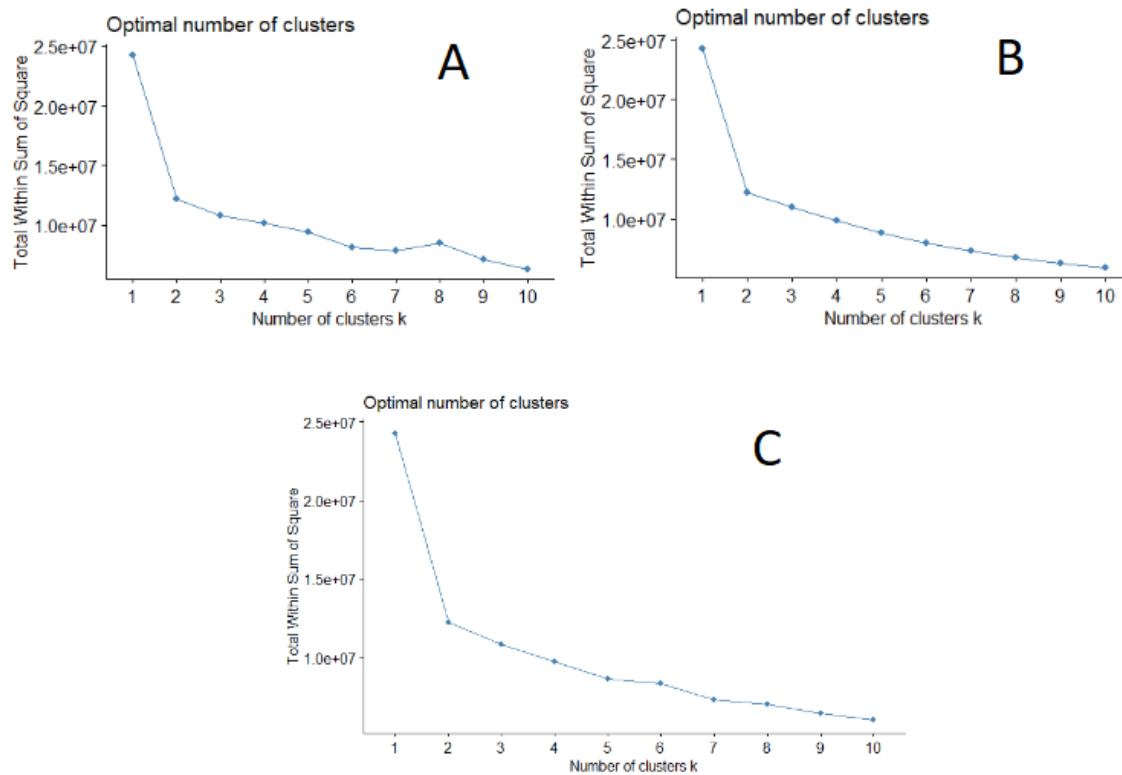 Optimal number of clusters
A
2.5e+07
2.0e+07
1.5e+07
1.0e+07
Total Within Sum of Square
1 2 3 4 5 6 7 8 9 10
Number of clusters k
Optimal number of clusters
B
2.5e+07
2.0e+07
1.5e+07
1.0e+07
Total Within Sum of Square
1 2 3 4 5 6 7 8 9 10
Number of clusters k
Optimal number of clusters
C
2.5e+07
2.0e+07
1.5e+07
1.0e+07
Total Within Sum of Square
1 2 3 4 5 6 7 8 9 10
Number of clusters k